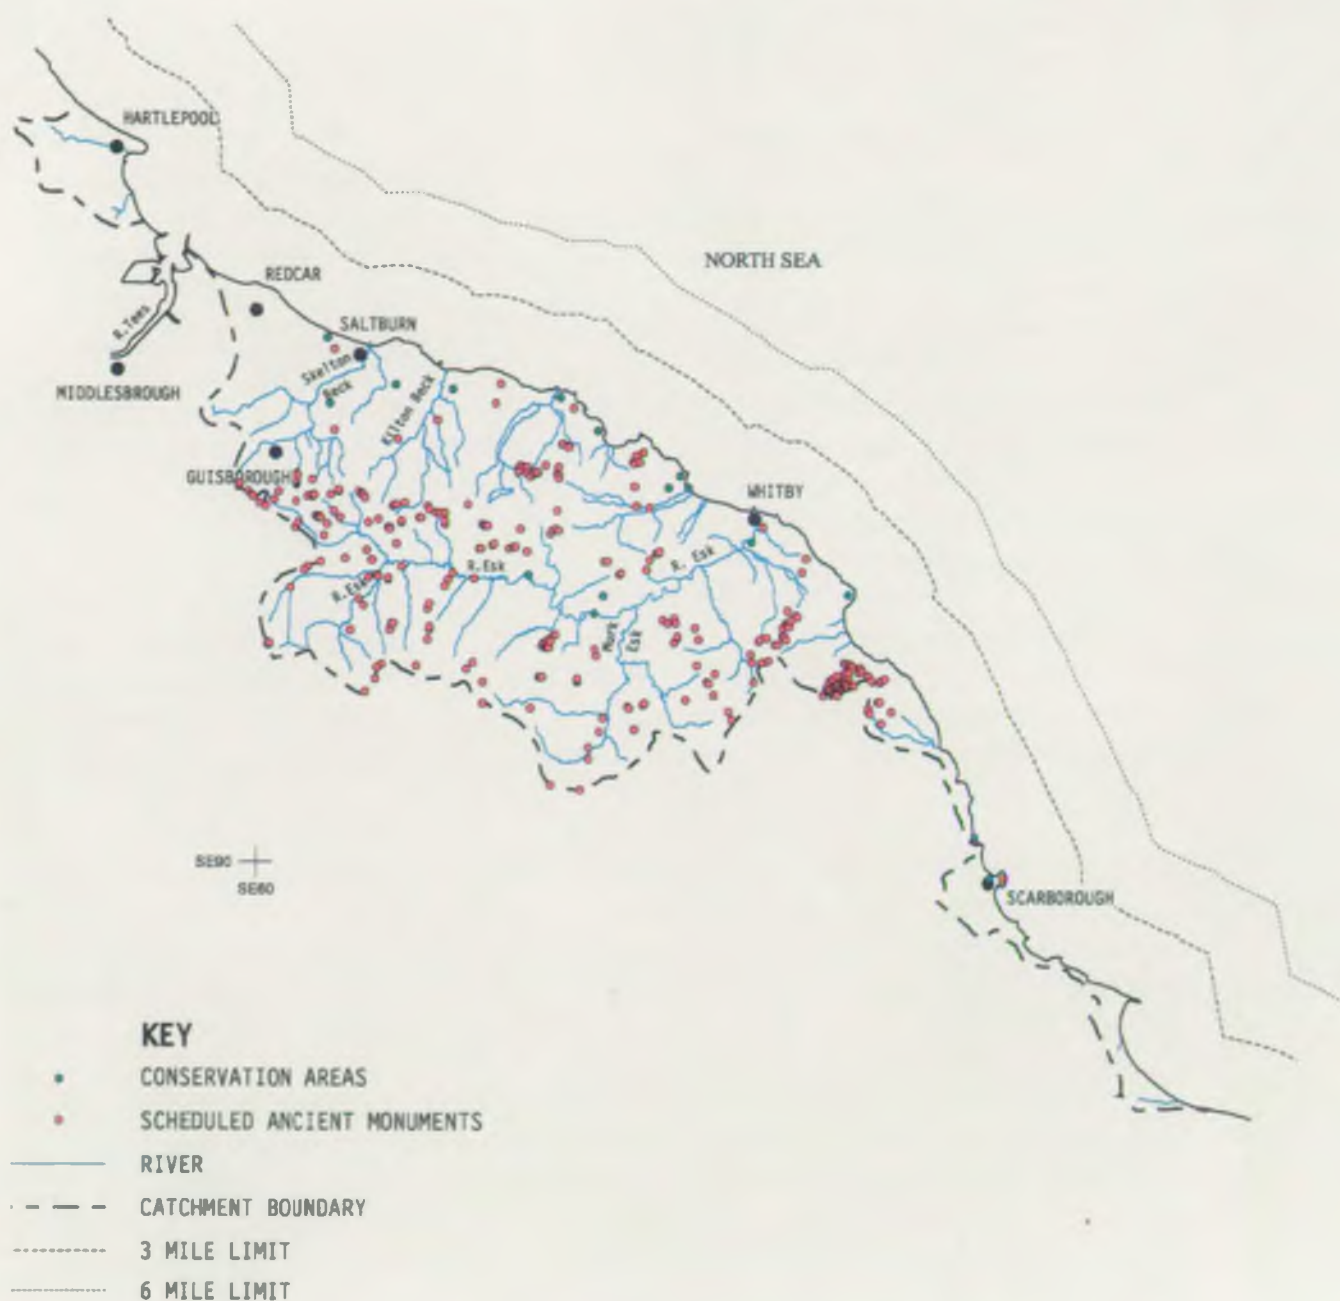 HARTLEPOOL
NORTH SEA
REDCAR
R.Tees
SALTBURN
Skelton
Beck
MIDDLESBROUGH
Kilton Beck
GUISBOROUGH
WHITBY
R.Esk
R. Esk
R.Esk
Murk
Esk
SE90
SE60
SCARBOROUGH
KEY
CONSERVATION AREAS
SCHEDULED ANCIENT MONUMENTS
RIVER
CATCHMENT BOUNDARY
3 MILE LIMIT
6 MILE LIMIT